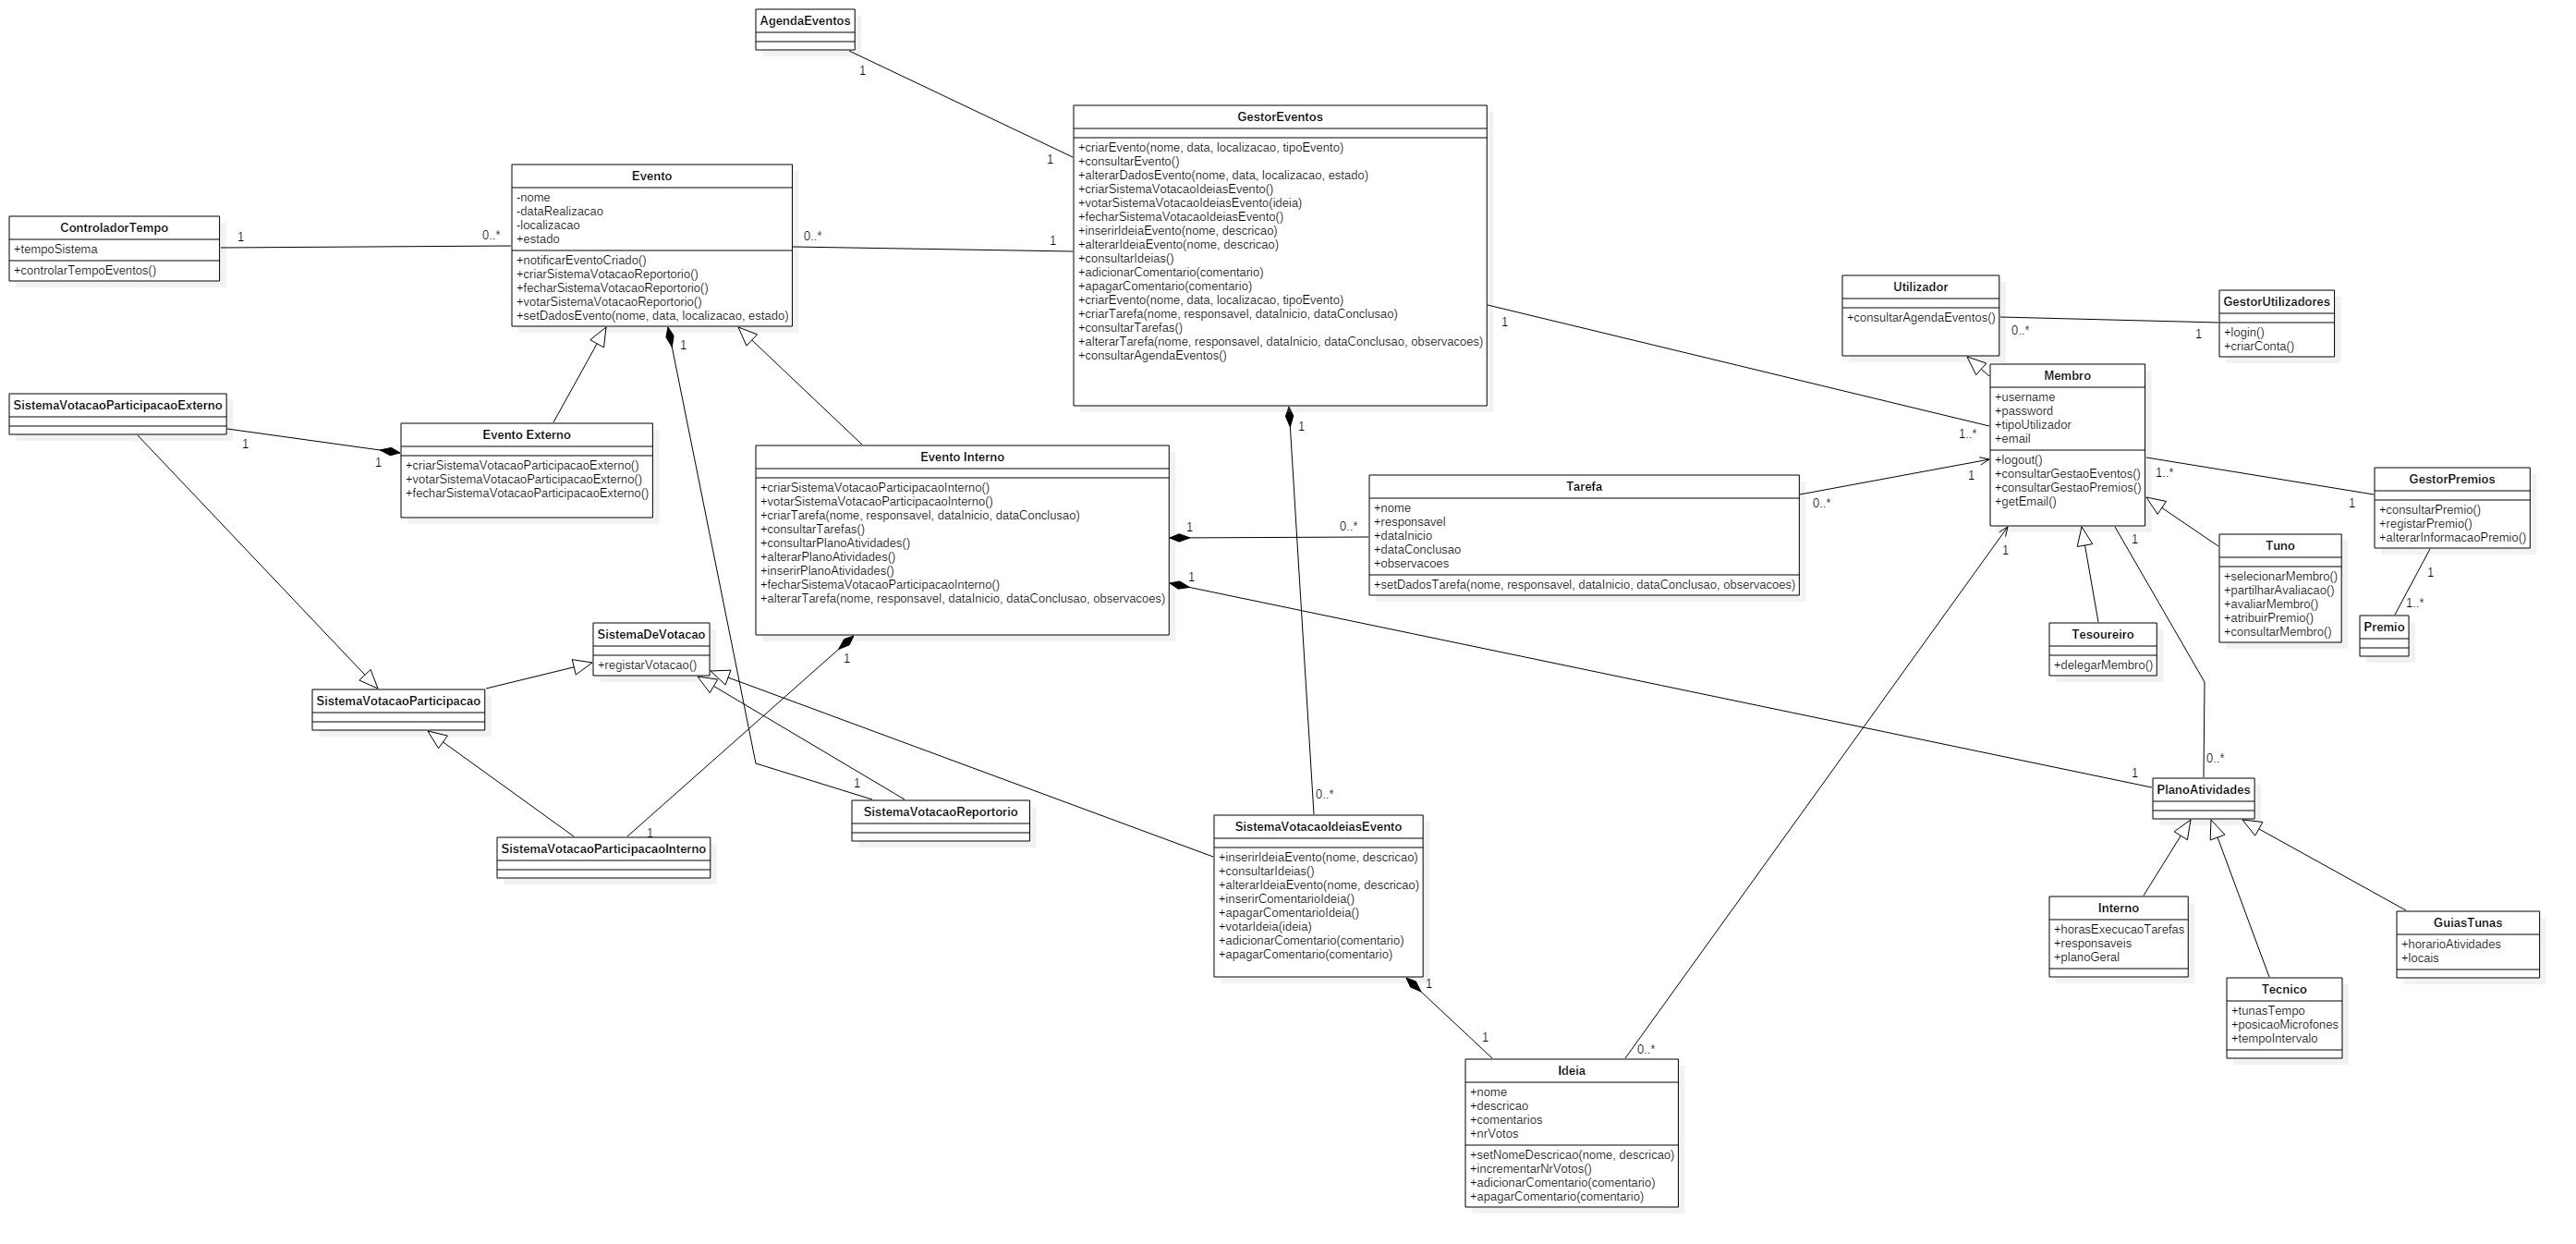 AgendaEventos
1
1
GestorEventos
+criarEvento(nome, data, localizacao, tipoEvento)
+consultarEvento()
+alterarDadosEvento(nome, data, localizacao, estado)
+criarSistemaVotacaoIdeiasEvento()
+votarSistemaVotacaoIdeiasEvento(ideia)
+fecharSistemaVotacaoIdeiasEvento()
+inserirIdeiaEvento(nome, descricao)
+alterarIdeiaEvento(nome, descricao)
+consultarIdeias()
+adicionarComentario(comentario)
+apagarComentario(comentario)
+criarEvento(nome, data, localizacao, tipoEvento)
+criarTarefa(nome, responsavel, dataInicio, dataConclusao)
+consultarTarefas()
+alterarTarefa(nome, responsavel, dataInicio, dataConclusao, observacoes)
+consultarAgendaEventos()
Evento
-nome
-dataRealizacao
-localizacao
+estado
+notificarEventoCriado()
+criarSistemaVotacaoReportorio()
+fecharSistemaVotacaoReportorio()
+votarSistemaVotacaoReportorio()
+setDadosEvento(nome, data, localizacao, estado)
ControladorTempo
+tempoSistema
+controlarTempoEventos()
1
0..*
0..*
1
1
1
1..*
Utilizador
+consultarAgendaEventos()
0..*
1
GestorUtilizadores
+login()
+criarConta()
Membro
+username
+password
+tipoUtilizador
+email
+logout()
+consultarGestaoEventos()
+consultarGestaoPremios()
+getEmail()
SistemaVotacaoParticipacaoExterno
1
1
Evento Externo
+criarSistemaVotacaoParticipacaoExterno()
+votarSistemaVotacaoParticipacaoExterno()
+fecharSistemaVotacaoParticipacaoExterno()
Evento Interno
+criarSistemaVotacaoParticipacaoInterno()
+votarSistemaVotacaoParticipacaoInterno()
+criarTarefa(nome, responsavel, dataInicio, dataConclusao)
+consultarTarefas()
+consultarPlanoAtividades()
+alterarPlanoAtividades()
+inserirPlanoAtividades()
+fecharSistemaVotacaoParticipacaoInterno()
+alterarTarefa(nome, responsavel, dataInicio, dataConclusao, observacoes)
1
1
0..*
1
1
Tarefa
+nome
+responsavel
+dataInicio
+dataConclusao
+observacoes
+setDadosTarefa(nome, responsavel, dataInicio, dataConclusao, observacoes)
0..*
1
1..*
1
GestorPremios
+consultarPremio()
+registarPremio()
+alterarInformacaoPremio()
1
1..*
Premio
Tuno
+selecionarMembro()
+partilharAvaliacao()
+avaliarMembro()
+atribuirPremio()
+consultarMembro()
1
1
Tesoureiro
+delegarMembro()
SistemaDeVotacao
+registarVotacao()
SistemaVotacaoParticipacao
1
1
SistemaVotacaoReportorio
1
SistemaVotacaoParticipacaoInterno
0..*
SistemaVotacaoIdeiasEvento
+inserirIdeiaEvento(nome, descricao)
+consultarIdeias()
+alterarIdeiaEvento(nome, descricao)
+inserirComentarioIdeia()
+apagarComentarioIdeia()
+votarIdeia(ideia)
+adicionarComentario(comentario)
+apagarComentario(comentario)
0..*
1
PlanoAtividades
Interno
+horasExecucaoTarefas
+responsaveis
+planoGeral
GuiasTunas
+horarioAtividades
+locais
Tecnico
+tunasTempo
+posicaoMicrofones
+tempoIntervalo
1
1
0..*
Ideia
+nome
+descricao
+comentarios
+nrVotos
+setNomeDescricao(nome, descricao)
+incrementarNrVotos()
+adicionarComentario(comentario)
+apagarComentario(comentario)